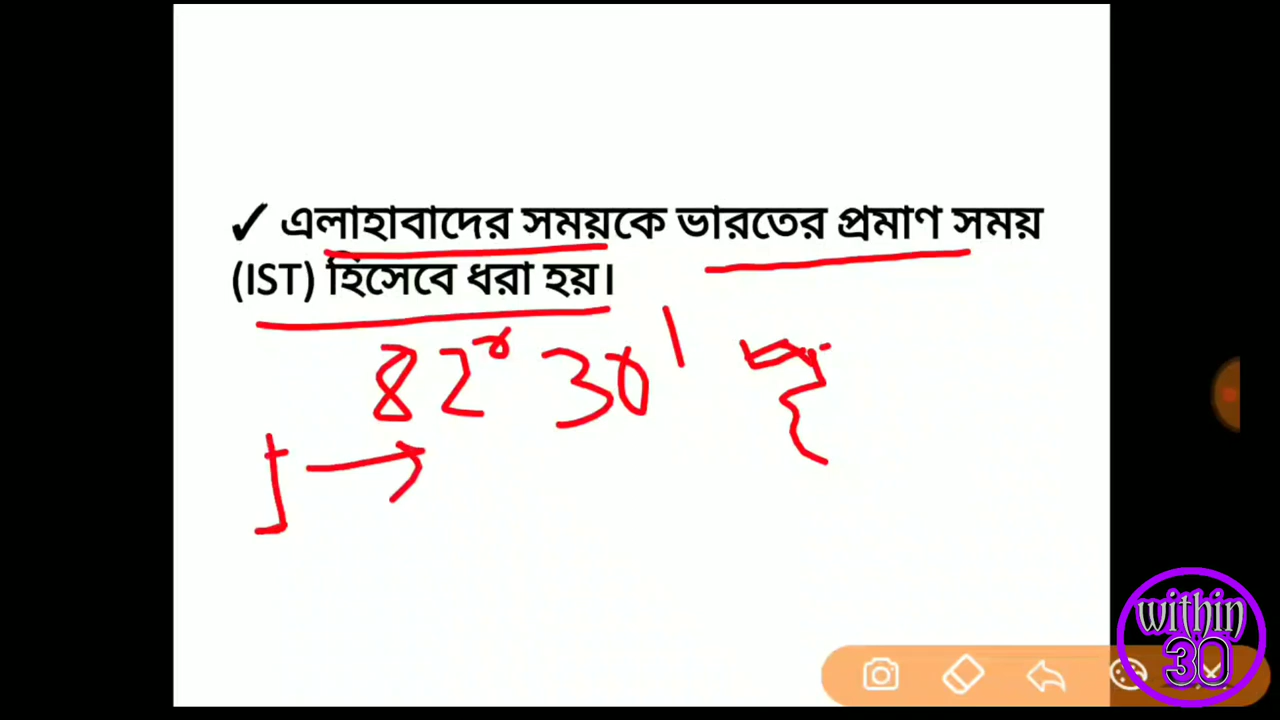 ✓ এলাহাবাদের সময়কে ভারতের প্রমাণ সময়
(IST) হিসেবে ধরা হয়।
82° 30'
within
30